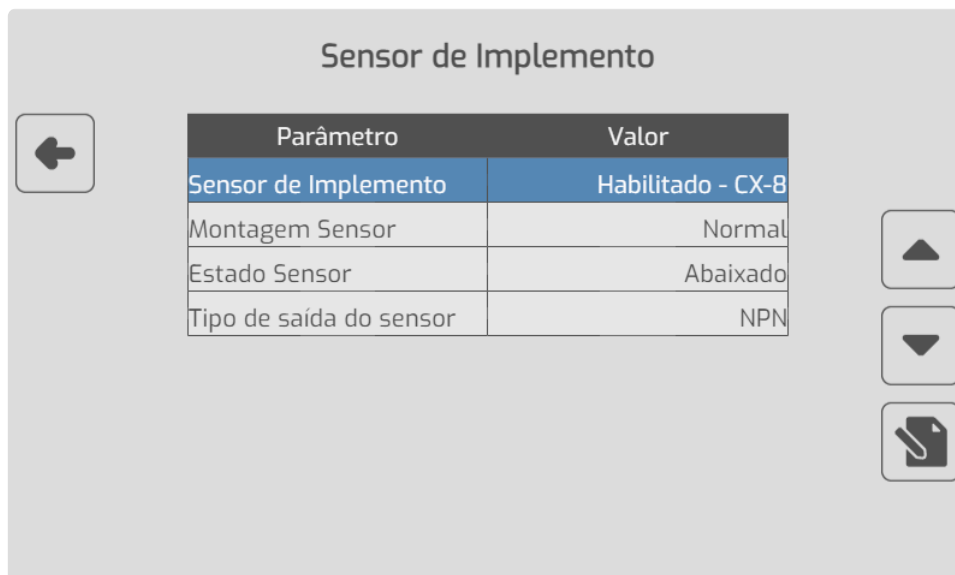 Sensor de Implemento
Parâmetro Valor
Sensor de Implemento Habilitado - CX-8
Montagem Sensor Normal
Estado Sensor Abaixado
Tipo de saída do sensor NPN